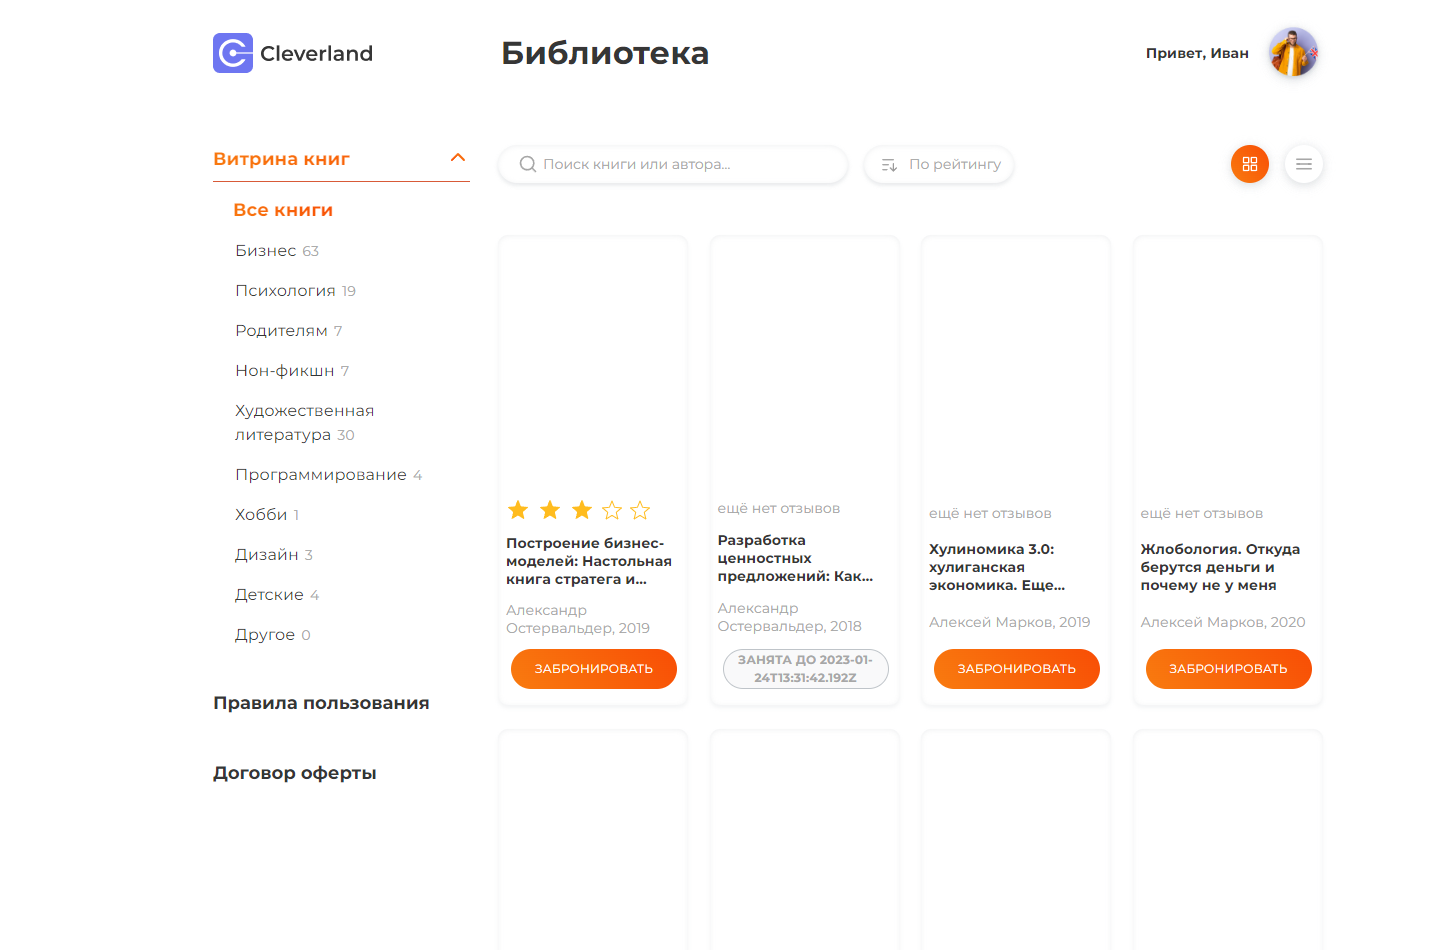 Cleverland
Библиотека
Привет, Иван
Витрина книг
Все книги
Бизнес 63
Психология 19
Родителям 7
Нон-фикшн 7
Художественная
литература 30
Программирование 4
Хобби 1
Дизайн 3
Детские 4
Другое 0
Правила пользования
Договор оферты
Поиск книги или автора...
По рейтингу
Построение бизнес-
моделей: Настольная
книга стратега и...
Александр
Остервальдер, 2019
ЗАБРОНИРОВАТЬ
ещё нет отзывов
Разработка
ценностных
предложений: Как...
Александр
Остервальдер, 2018
ЗАНЯТА ДО 2023-01-
24T13:31:42.192Z
ещё нет отзывов
Хулиномика 3.0:
хулиганская
экономика. Еще...
Алексей Марков, 2019
ЗАБРОНИРОВАТЬ
ещё нет отзывов
Жлобология. Откуда
берутся деньги и
почему не у меня
Алексей Марков, 2020
ЗАБРОНИРОВАТЬ